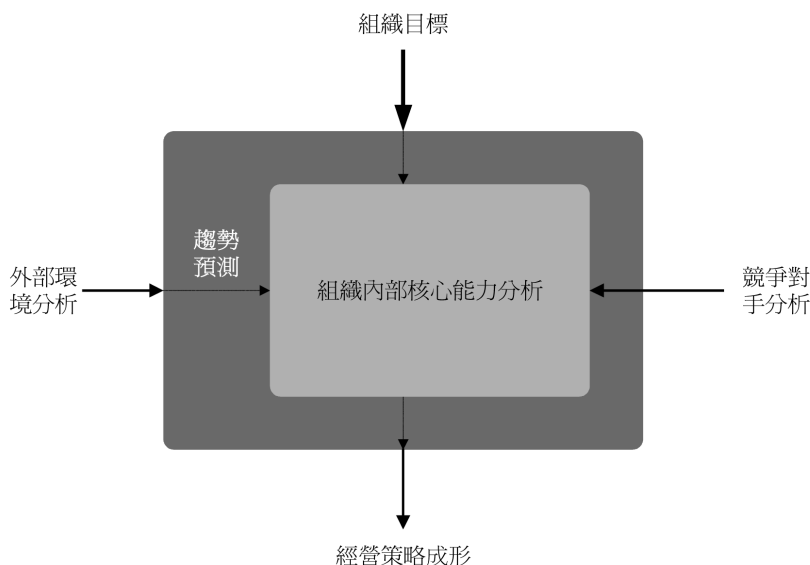 組織目標
趨勢
預測
外部環
境分析
組織內部核心能力分析
競爭對
手分析
經營策略成形